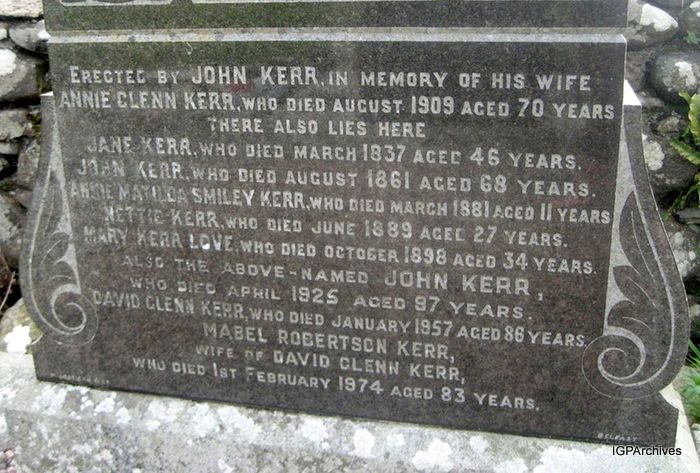 ERECTED BY JOHN KERR, IN MEMORY OF HIS WIFE
ANNIE GLENN KERR, WHO DIED AUGUST 1909 AGED 70 YEARS
THERE ALSO LIES HERE
JANE KERR, WHO DIED MARCH 1837 AGED 46 YEARS.
JOHN KERR, WHO DIED AUGUST 1861 AGED 68 YEARS.
ANNIE MATILDA SMILEY KERR, WHO DIED MARCH 1881 AGED 11 YEARS
NETTIE KERR, WHO DIED JUNE 1889 AGED 27 YEARS.
MARY KERR LOVE, WHO DIED OCTOBER 1898 AGED 34 YEARS.
ALSO THE ABOVE-NAMED JOHN KERR,
WHO DIED APRIL 1925 AGED 97 YEARS.
DAVID GLENN KERR, WHO DIED JANUARY 1957 AGED 86 YEARS.
MABEL ROBERTSON KERR,
WIFE OF DAVID GLENN KERR,
WHO DIED 1ST FEBRUARY 1974 AGED 83 YEARS.
BELFAST
IGPArchives